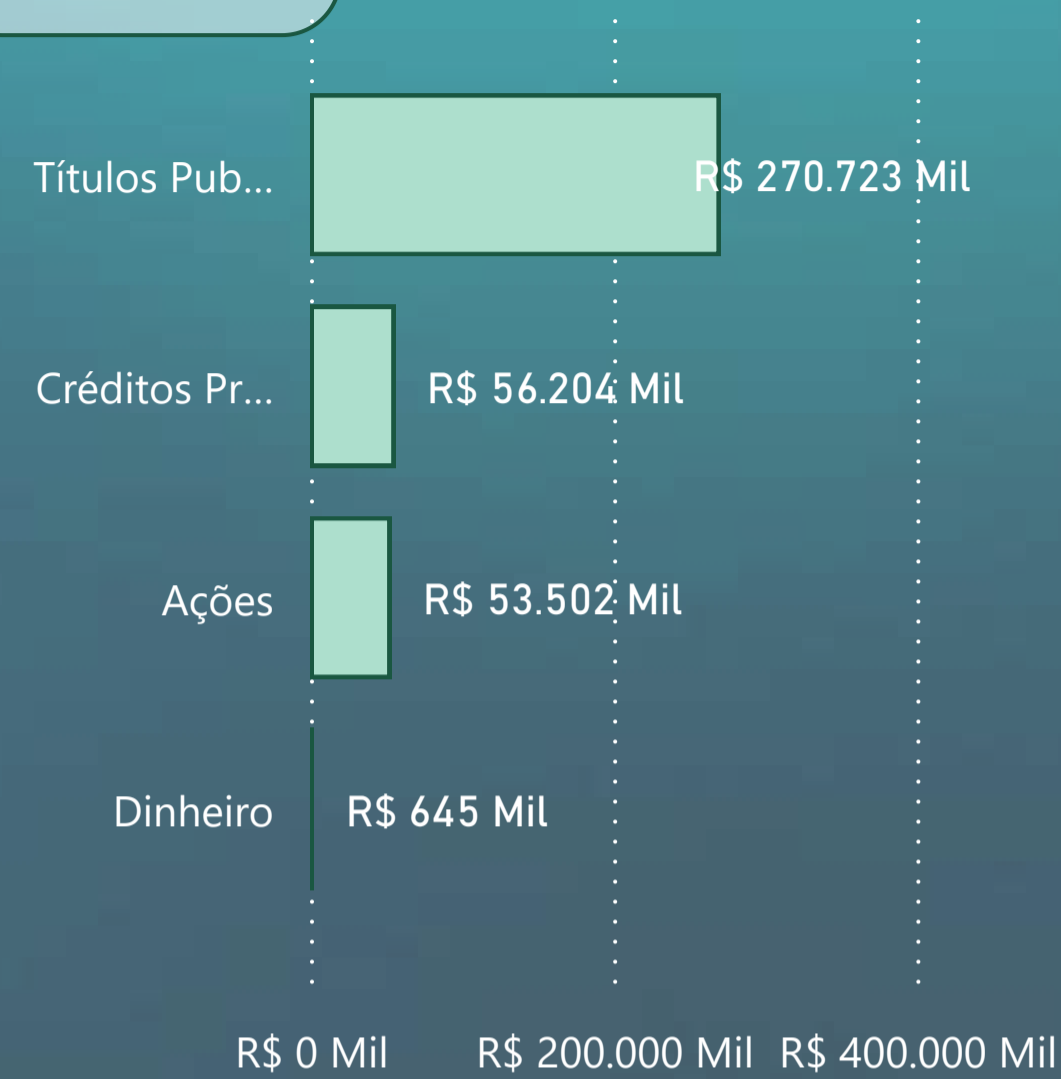 Títulos Pub...
R$ 270.723 Mil
Créditos Pr...
R$ 56.204 Mil
Ações
R$ 53.502 Mil
Dinheiro
R$ 645 Mil
R$ 0 Mil
R$ 200.000 Mil
R$ 400.000 Mil